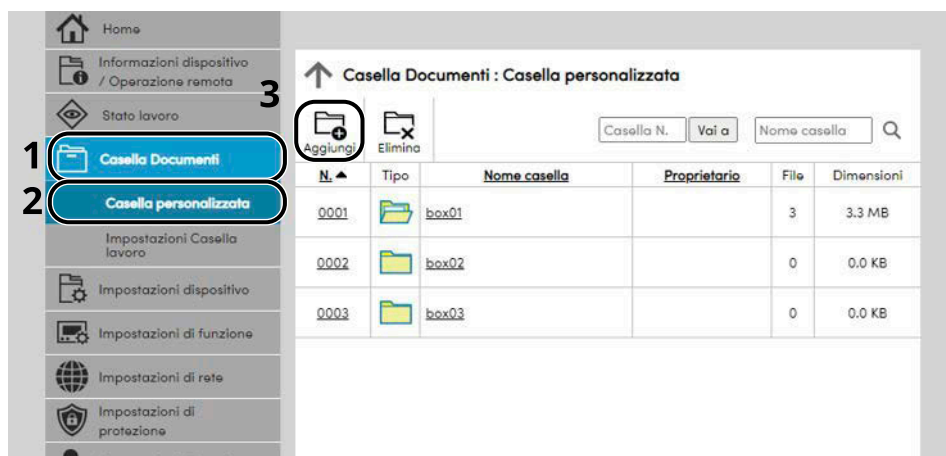 Home
Informazioni dispositivo
/ Operazione remota
3
Stato lavoro
1
Casella Documenti
2
Casella personalizzata
Impostazioni Casella
lavoro
Impostazioni dispositivo
Impostazioni di funzione
Impostazioni di rete
Impostazioni di
protezione
Casella Documenti : Casella personalizzata
Aggiungi Elimina Casella N. Vai a Nome casella
N. Tipo Nome casella Proprietario File Dimensioni
0001 box01 3 3.3 MB
0002 box02 0 0.0 KB
0003 box03 0 0.0 KB